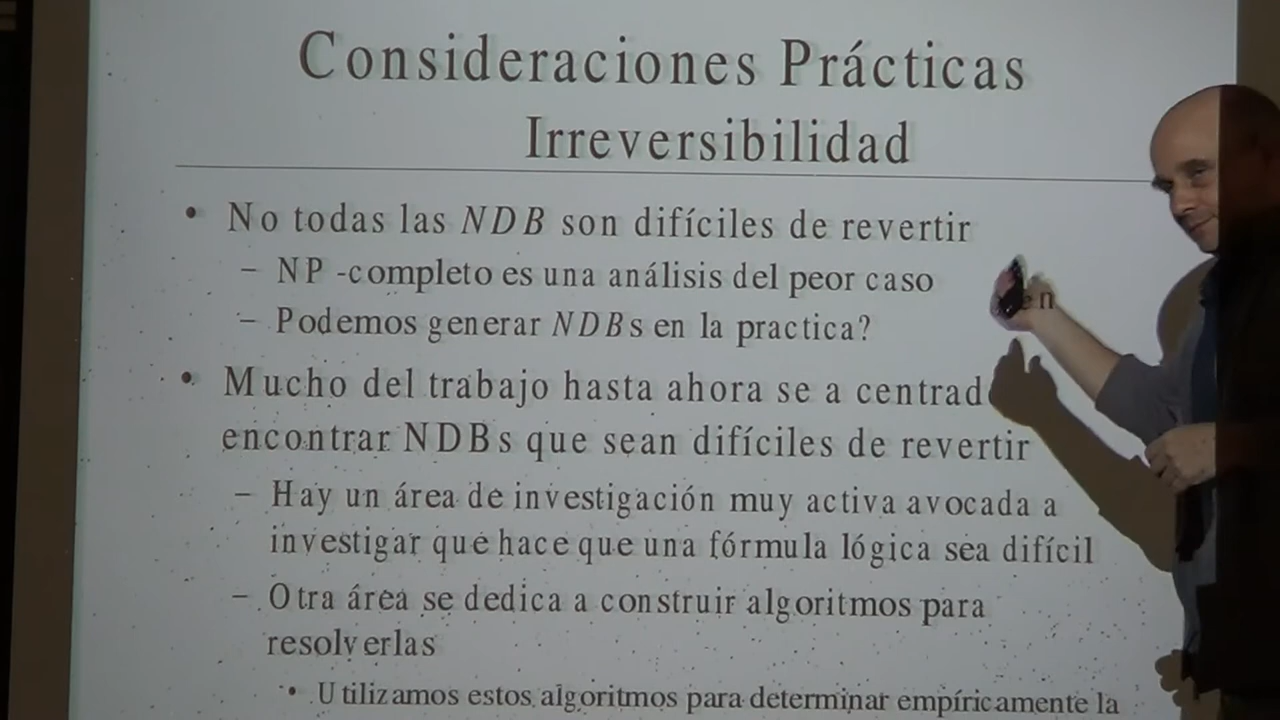 Consideraciones Prácticas
Irreversibilidad
• No todas las NDB son difíciles de revertir
– NP -completo es una análisis del peor caso
– Podemos generar NDBs en la practica?
• Mucho del trabajo hasta ahora se a centrad en
encontrar NDBs que sean difíciles de revertir
– Hay un área de investigación muy activa avocada a
investigar que hace que una fórmula lógica sea difícil
– Otra área se dedica a construir algoritmos para
resolverlas
• Utilizamos estos algoritmos para determinar empíricamente la